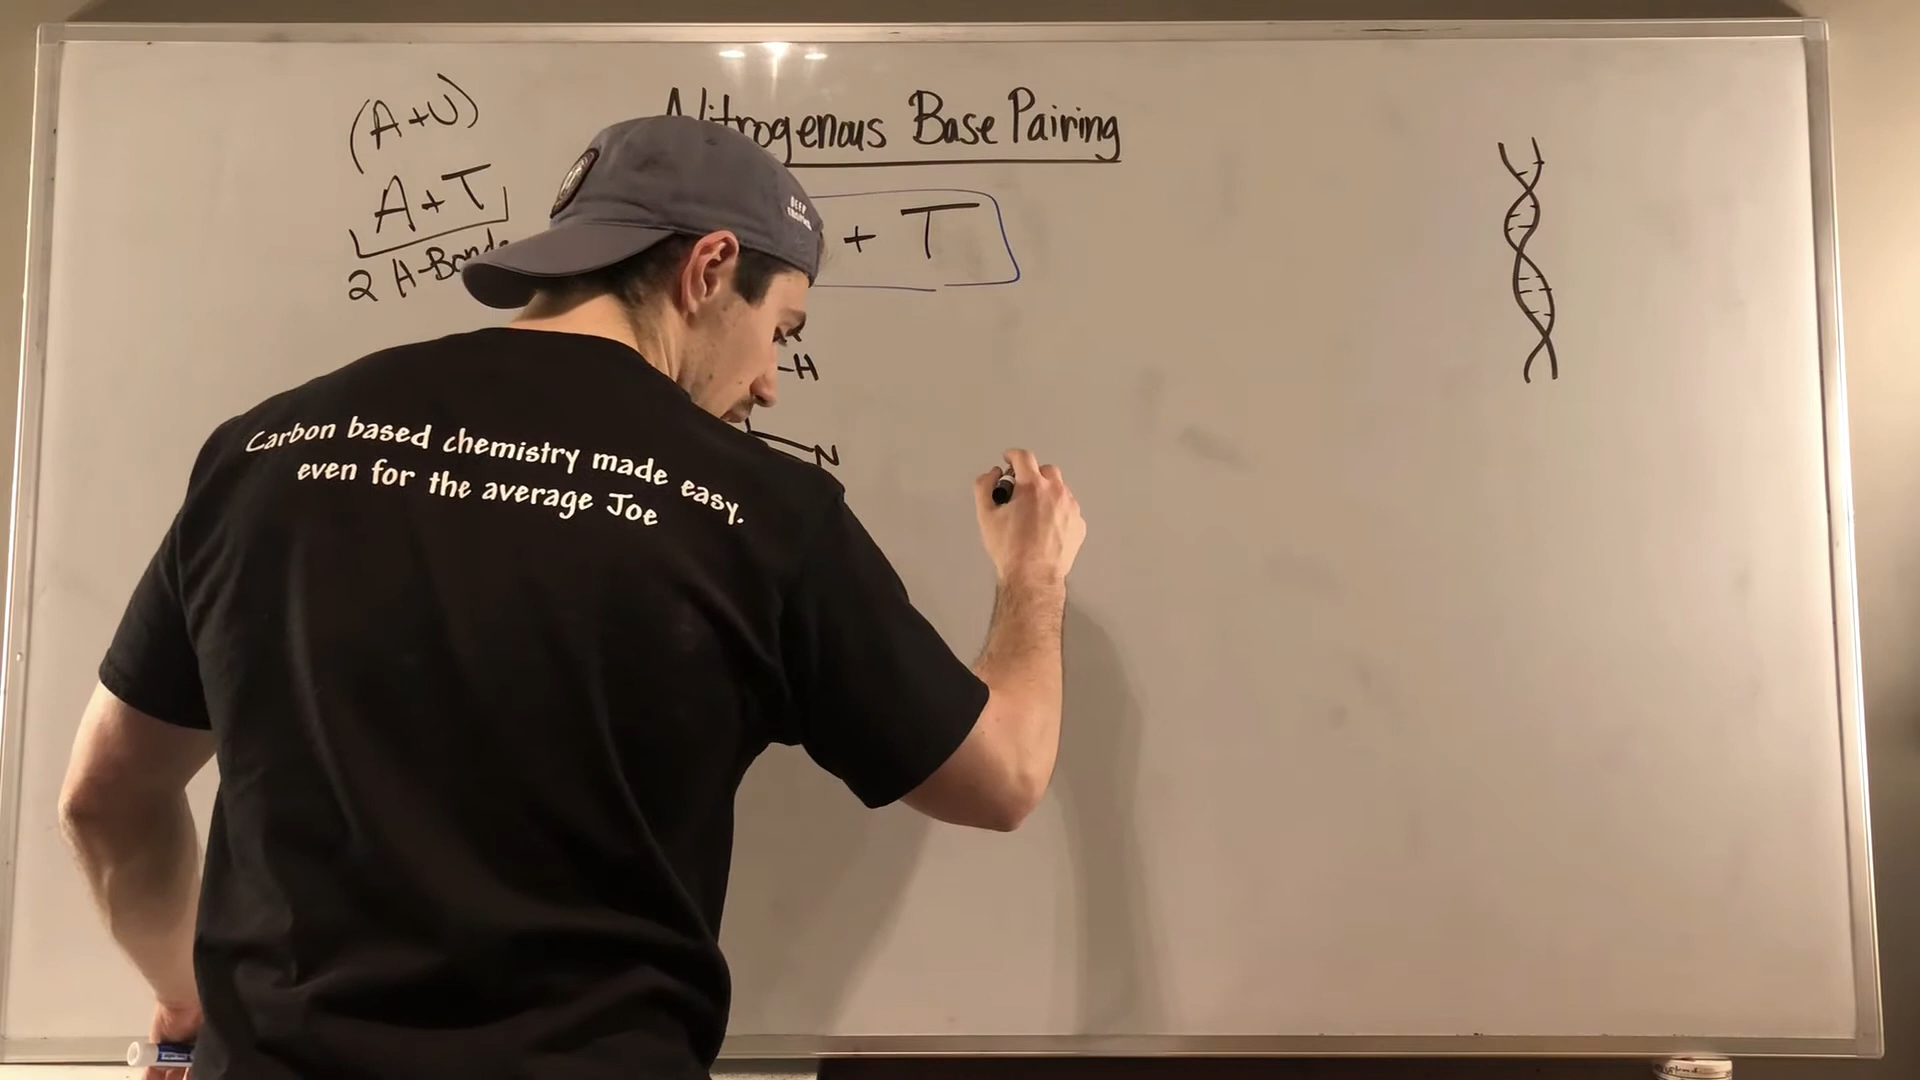 (A+U)
A+T
2 H-Bonds
Nitrogenous Base Pairing
+ T
-H
N
Carbon based chemistry made easy.
even for the average Joe